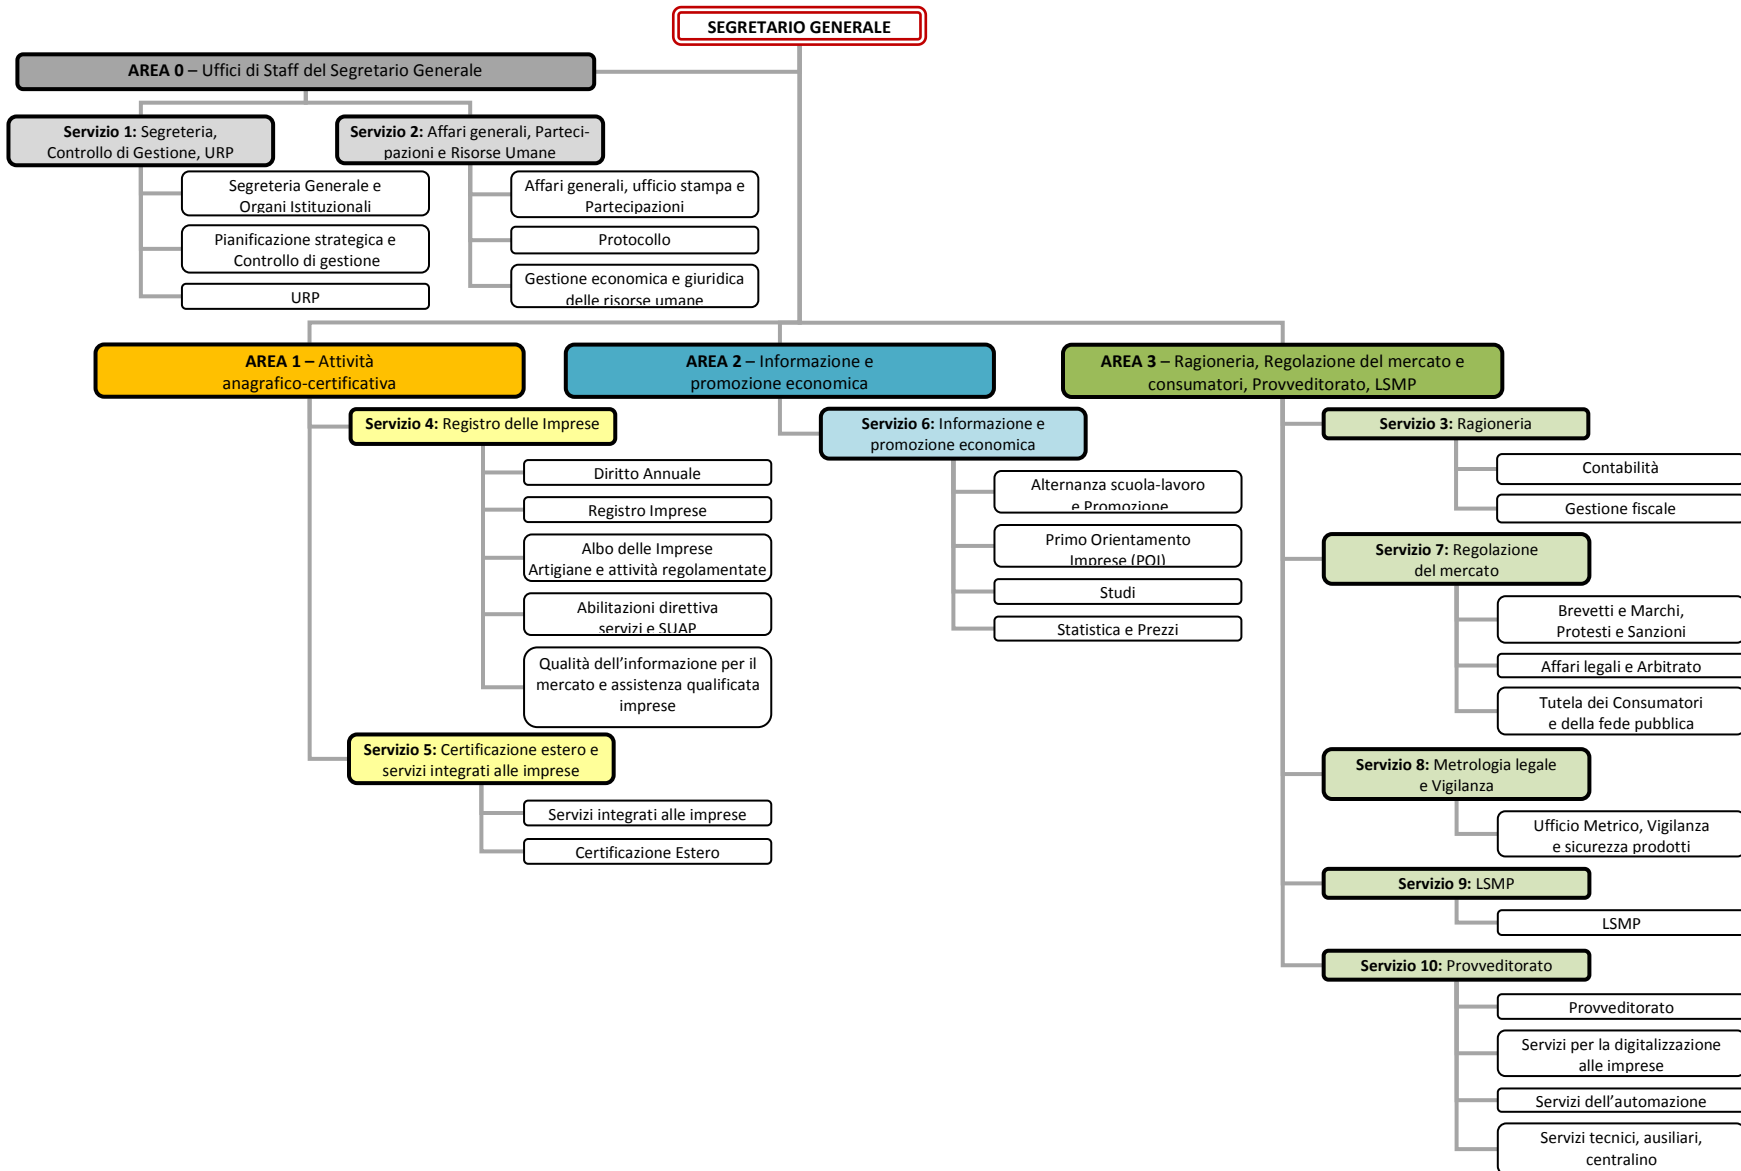 SEGRETARIO GENERALE
AREA 0 – Uffici di Staff del Segretario Generale
Servizio 1: Segreteria,
Controllo di Gestione, URP
Servizio 2: Affari generali, Parteci-
pazioni e Risorse Umane
Segreteria Generale e
Organi Istituzionali
Pianificazione strategica e
Controllo di gestione
URP
Affari generali, ufficio stampa e
Partecipazioni
Protocollo
Gestione economica e giuridica
delle risorse umane
AREA 1 – Attività
anagrafico-certificativa
Servizio 4: Registro delle Imprese
Diritto Annuale
Registro Imprese
Albo delle Imprese
Artigiane e attività regolamentate
Abilitazioni direttiva
servizi e SUAP
Qualità dell’informazione per il
mercato e assistenza qualificata
imprese
Servizio 5: Certificazione estero e
servizi integrati alle imprese
Servizi integrati alle imprese
Certificazione Estero
AREA 2 – Informazione e
promozione economica
Servizio 6: Informazione e
promozione economica
Alternanza scuola-lavoro
e Promozione
Primo Orientamento
Imprese (POI)
Studi
Statistica e Prezzi
AREA 3 – Ragioneria, Regolazione del mercato e
consumatori, Provveditorato, LSMP
Servizio 3: Ragioneria
Contabilità
Gestione fiscale
Servizio 7: Regolazione
del mercato
Brevetti e Marchi,
Protesti e Sanzioni
Affari legali e Arbitrato
Tutela dei Consumatori
e della fede pubblica
Servizio 8: Metrologia legale
e Vigilanza
Ufficio Metrico, Vigilanza
e sicurezza prodotti
Servizio 9: LSMP
LSMP
Servizio 10: Provveditorato
Provveditorato
Servizi per la digitalizzazione
alle imprese
Servizi dell’automazione
Servizi tecnici, ausiliari,
centralino